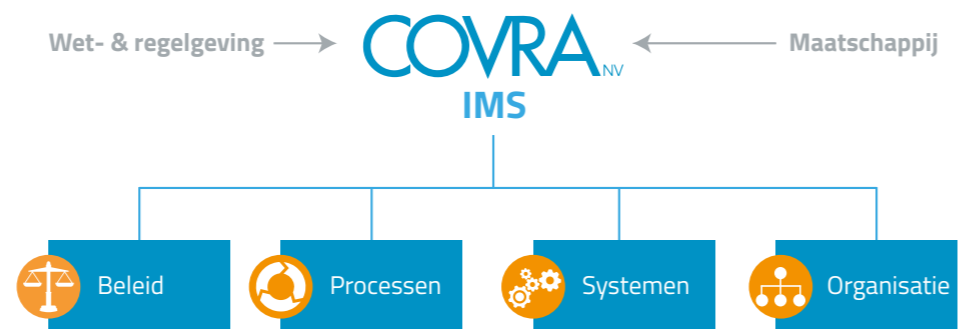 Wet- & regelgeving
COVRA NV
Maatschappij
IMS
Beleid
Processen
Systemen
Organisatie